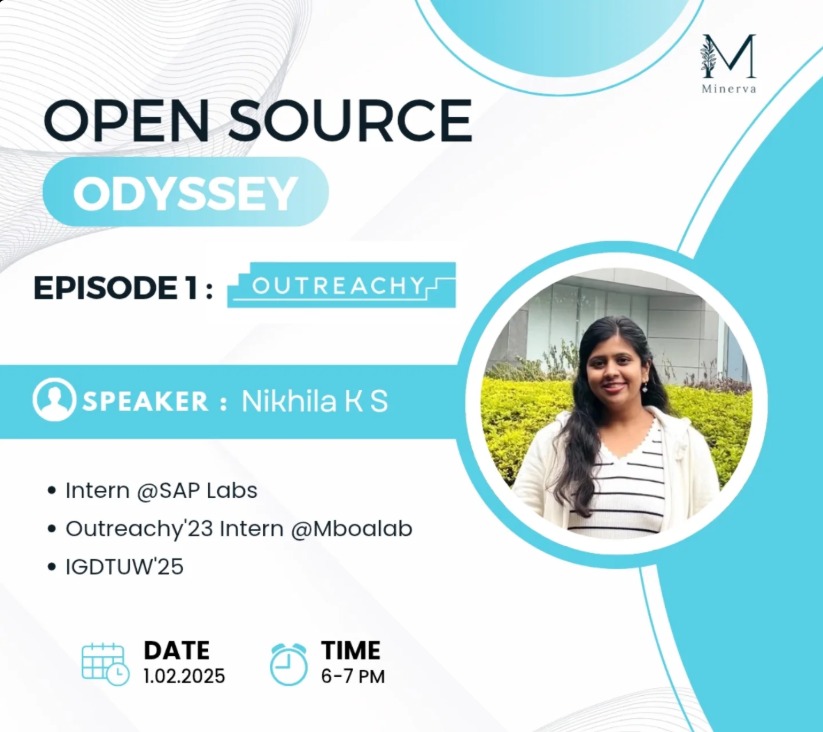 M
Minerva
OPEN SOURCE
ODYSSEY
EPISODE 1 : OUTREACHY
SPEAKER : Nikhila K S
• Intern @SAP Labs
• Outreachy'23 Intern @Mboalab
• IGDTUW'25
DATE
1.02.2025
TIME
6-7 PM